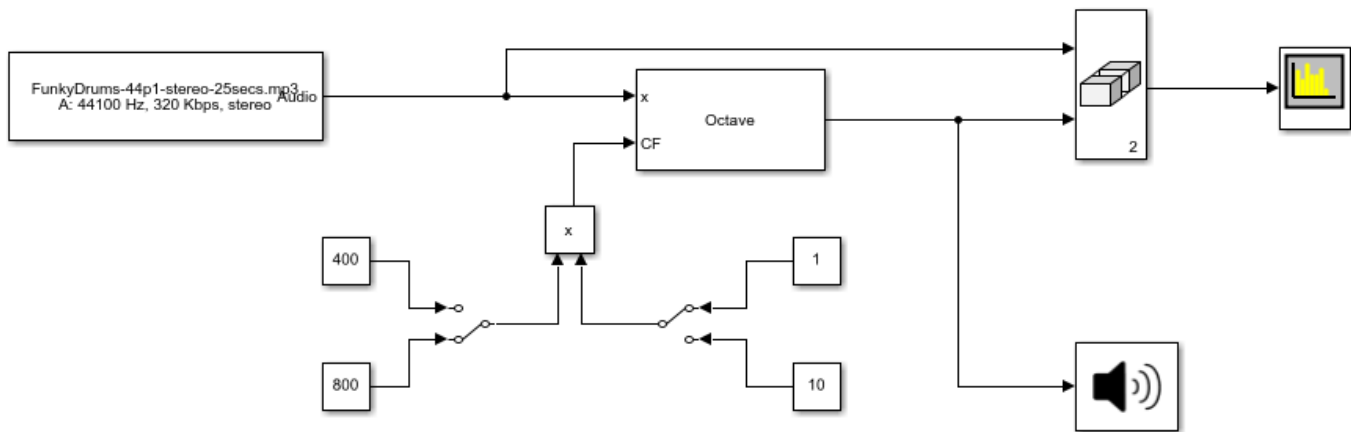 FunkyDrums-44p1-stereo-25secs.mp3
A: 44100 Hz, 320 Kbps, stereo
Audio
x
CF
Octave
2
x
400
800
1
10